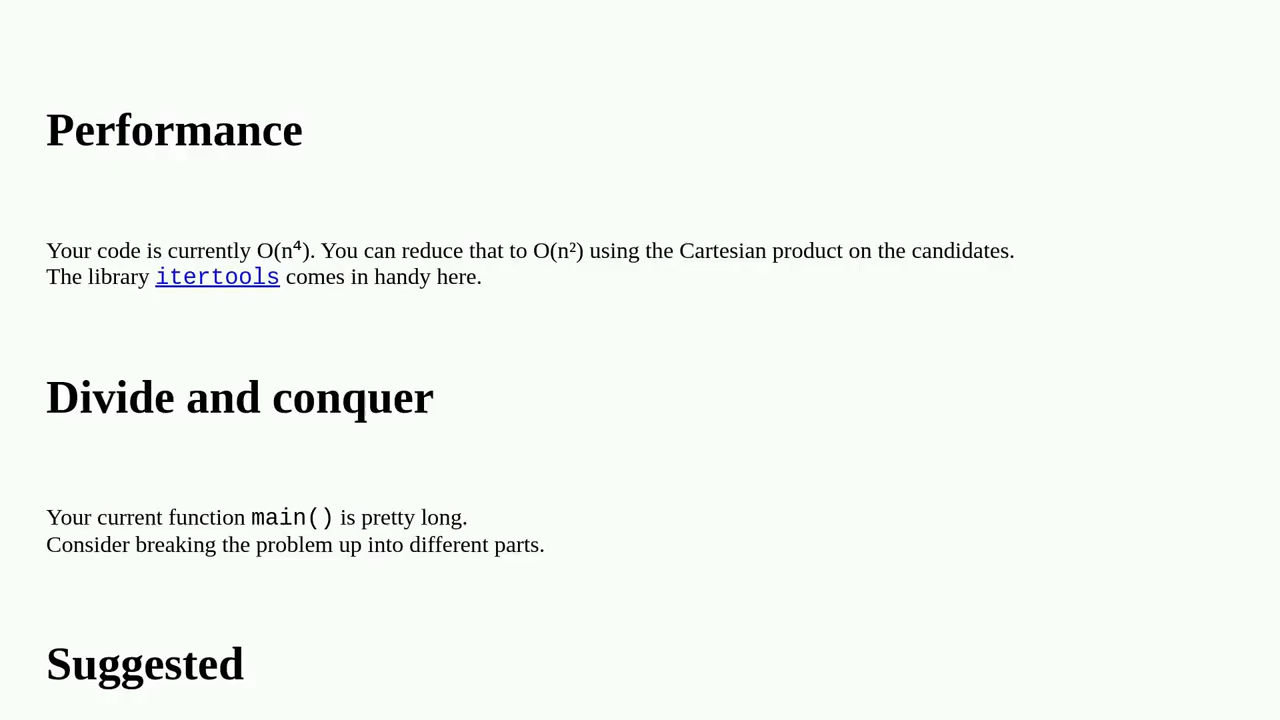 Performance
Your code is currently O(n⁴). You can reduce that to O(n²) using the Cartesian product on the candidates.
The library itertools comes in handy here.
Divide and conquer
Your current function main() is pretty long.
Consider breaking the problem up into different parts.
Suggested